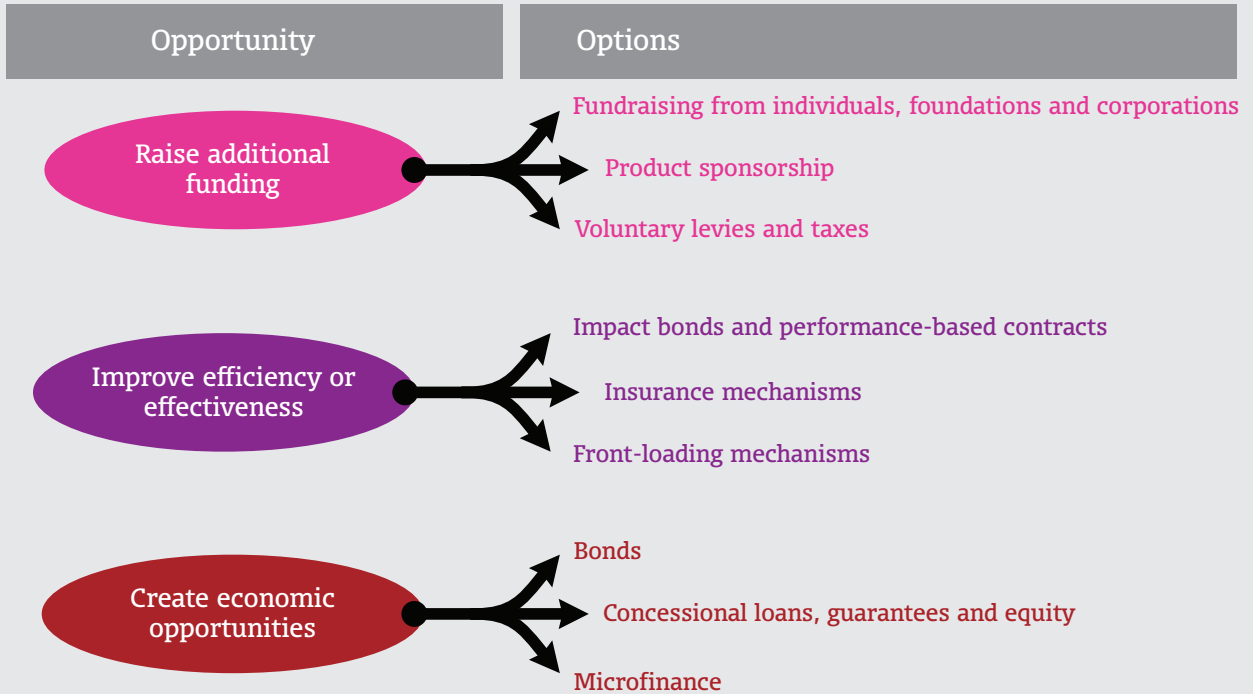 Opportunity
Options
Raise additional
funding
Fundraising from individuals, foundations and corporations
Product sponsorship
Voluntary levies and taxes
Improve efficiency or
effectiveness
Impact bonds and performance-based contracts
Insurance mechanisms
Front-loading mechanisms
Create economic
opportunities
Bonds
Concessional loans, guarantees and equity
Microfinance